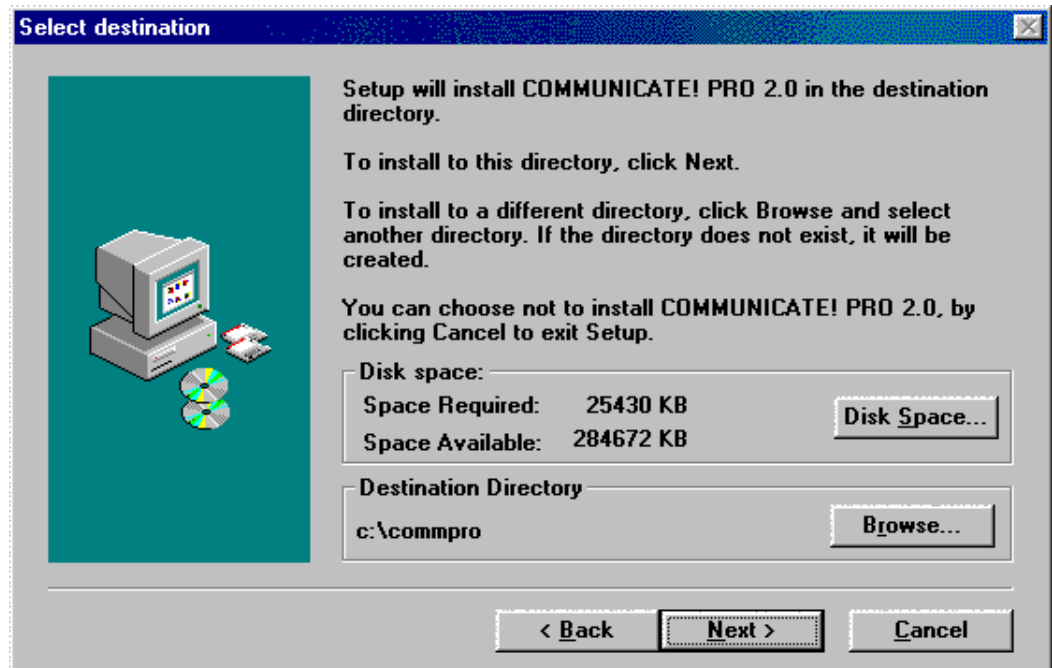 Select destination
Setup will install COMMUNICATE! PRO 2.0 in the destination
directory.
To install to this directory, click Next.
To install to a different directory, click Browse and select
another directory. If the directory does not exist, it will be
created.
You can choose not to install COMMUNICATE! PRO 2.0, by
clicking Cancel to exit Setup.
Disk space:
Space Required: 25430 KB
Disk Space...
Space Available: 284672 KB
Destination Directory
c:\commpro
Browse...
< Back Next > Cancel